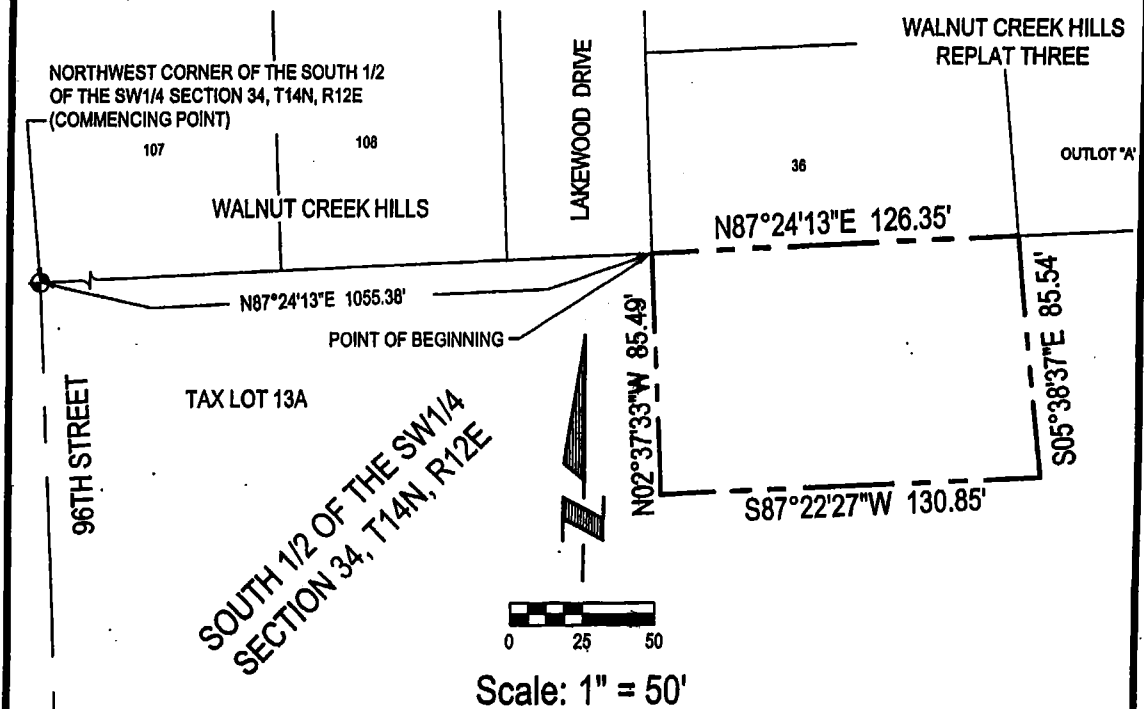 WALNUT CREEK HILLS
REPLAT THREE
NORTHWEST CORNER OF THE SOUTH 1/2
OF THE SW1/4 SECTION 34, T14N, R12E
(COMMENCING POINT)
107
108
LAKEWOOD DRIVE
36
OUTLOT "A'
WALNUT CREEK HILLS
N87°24'13"E 126.35'
N87°24'13"E 1055.38'
POINT OF BEGINNING
N02°37'33"W 85.49'
S05°38'37"E 85.54'
S87°22'27"W 130.85'
96TH STREET
TAX LOT 13A
SOUTH 1/2 OF THE SW1/4
SECTION 34, T14N, R12E
N
0 25 50
Scale: 1" = 50'